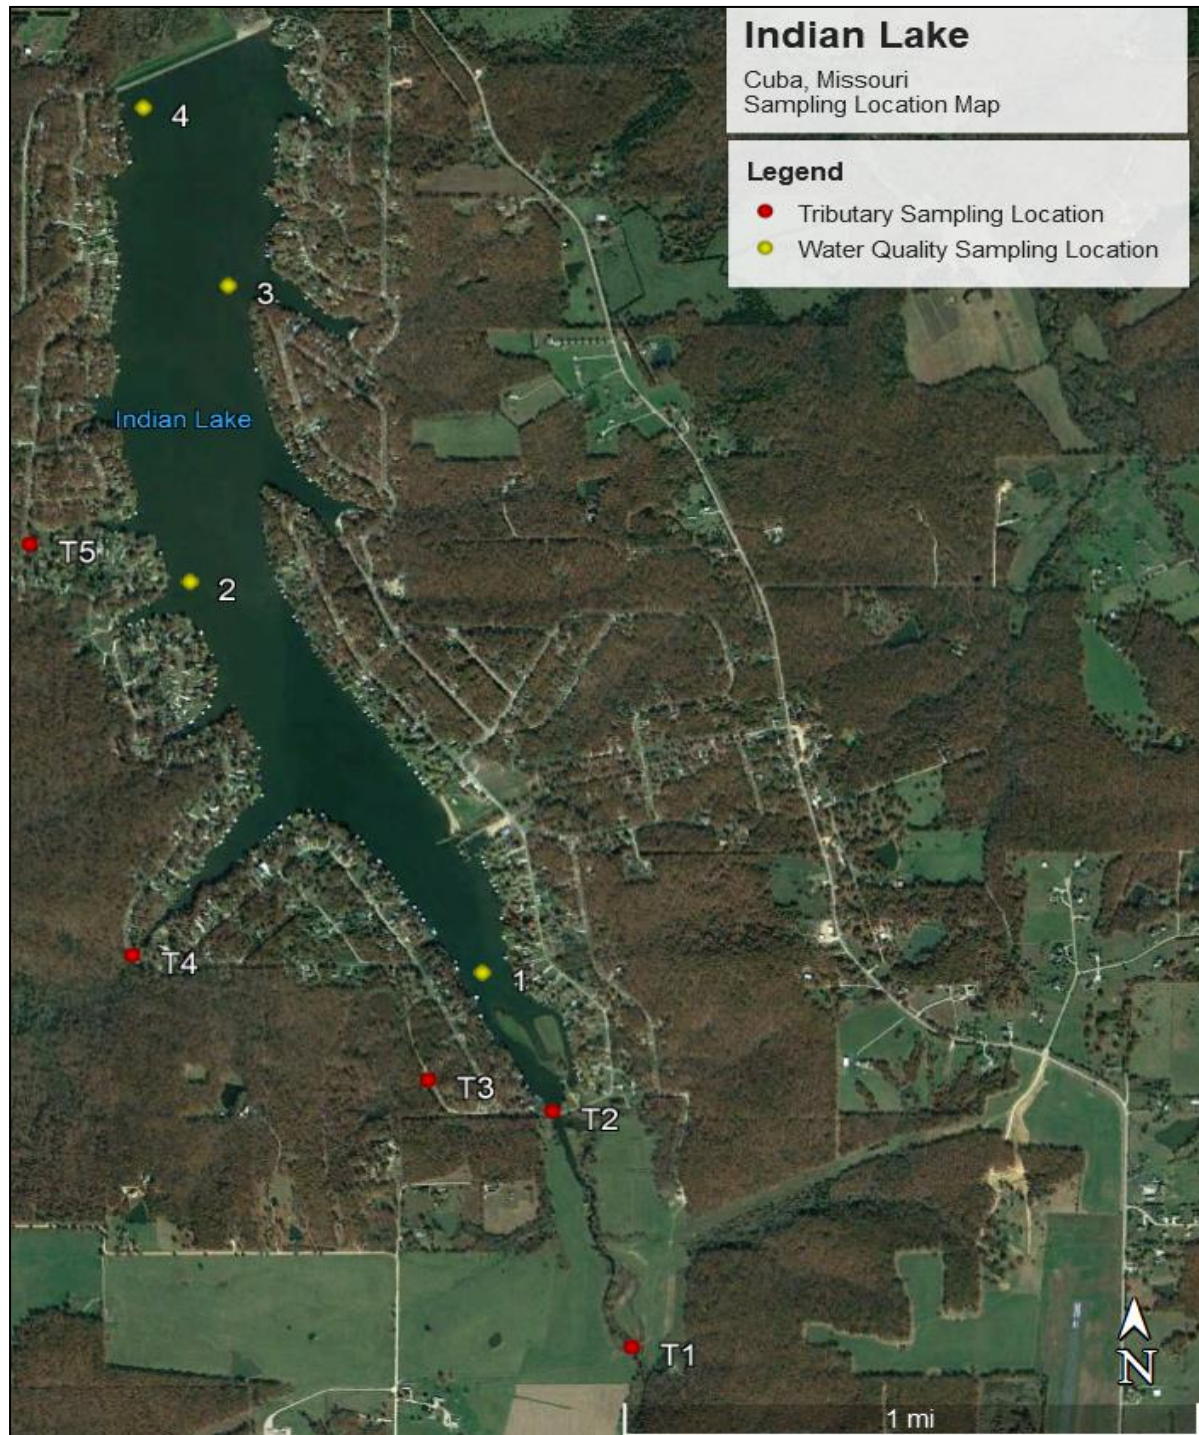 Indian Lake
Cuba, Missouri
Sampling Location Map
Legend
Tributary Sampling Location
Water Quality Sampling Location
4
3
Indian Lake
T5
2
T4
1
T3
T2
T1
N
1 mi